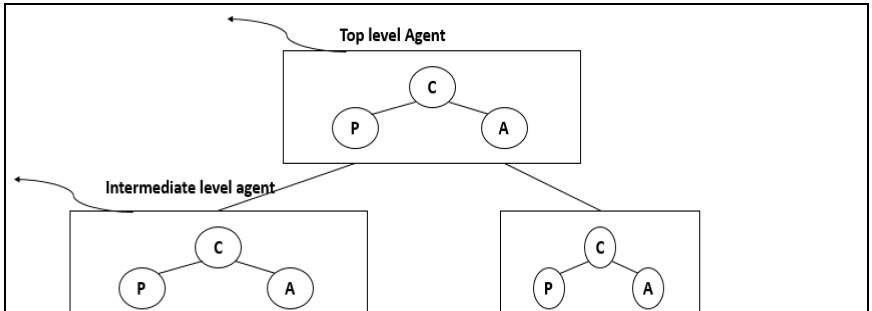 Top level Agent
C
P A
Intermediate level agent
C C
P A P A